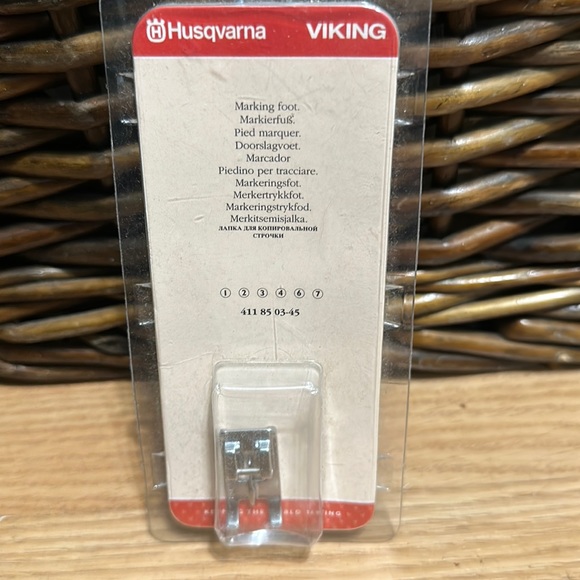 Husqvarna VIKING
Marking foot.
Markierfuß.
Pied marquer.
Doorslagvoet.
Marcador
Piedino per tracciare.
Markeringsfot.
Merkertrykkfot.
Markeringstrykfod.
Merkitsemisjalka.
ЛАПКА ДЛЯ КОПИРОВАЛЬНОЙ
СТРОЧКИ
① ② ③ ④ ⑥ ⑦
411 85 03-45
THE